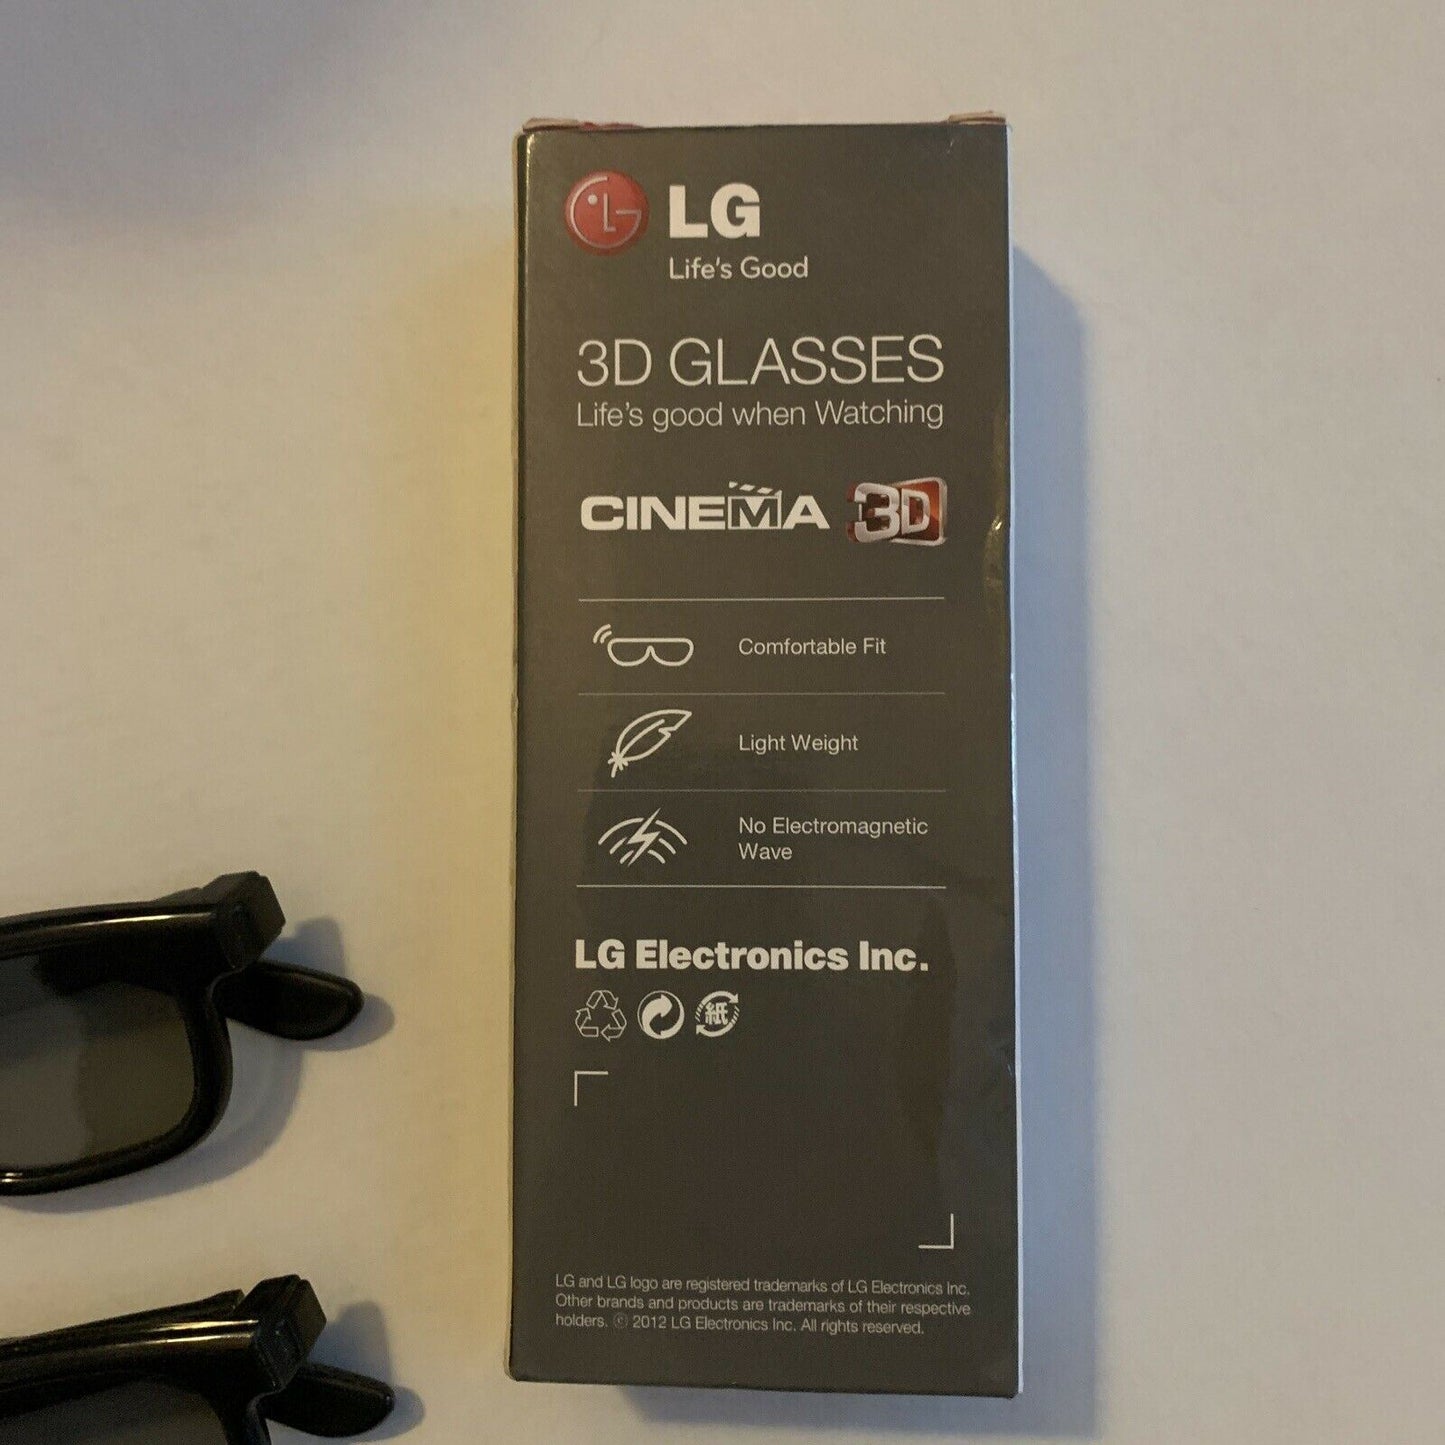 LG
Life's Good
3D GLASSES
Life's good when Watching
CINEMA 3D
Comfortable Fit
Light Weight
No Electromagnetic
Wave
LG Electronics Inc.
紙
LG and LG logo are registered trademarks of LG Electronics Inc.
Other brands and products are trademarks of their respective
holders. © 2012 LG Electronics Inc. All rights reserved.